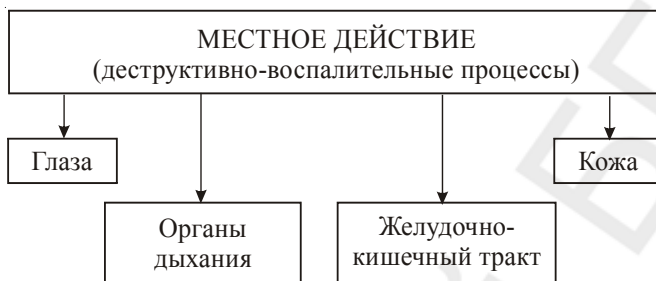 МЕСТНОЕ ДЕЙСТВИЕ
(деструктивно-воспалительные процессы)
Глаза
Кожа
Органы
дыхания
Желудочно-
кишечный тракт